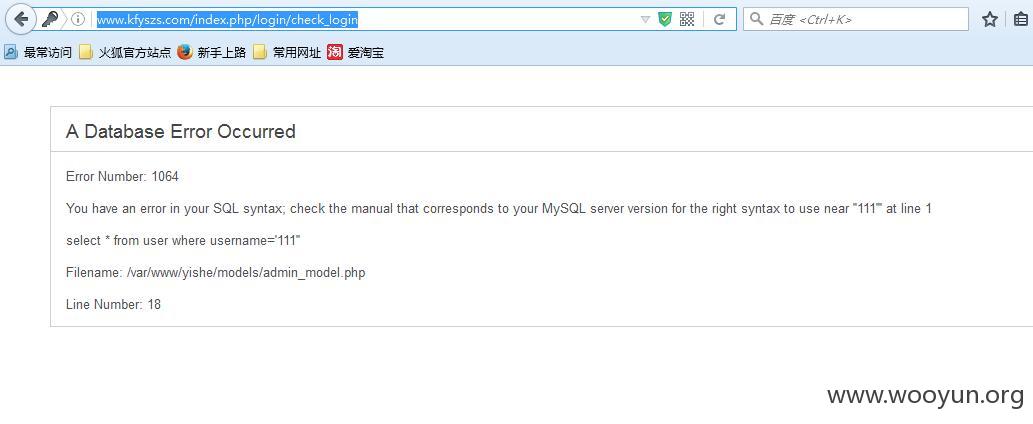 www.kfyszs.com/index.php/login/check_login
百度 <Ctrl+K>
最常访问 火狐官方站点 新手上路 常用网址 淘 爱淘宝
A Database Error Occurred
Error Number: 1064
You have an error in your SQL syntax; check the manual that corresponds to your MySQL server version for the right syntax to use near ''111''' at line 1
select * from user where username='111''
Filename: /var/www/yishe/models/admin_model.php
Line Number: 18
www.wooyun.org